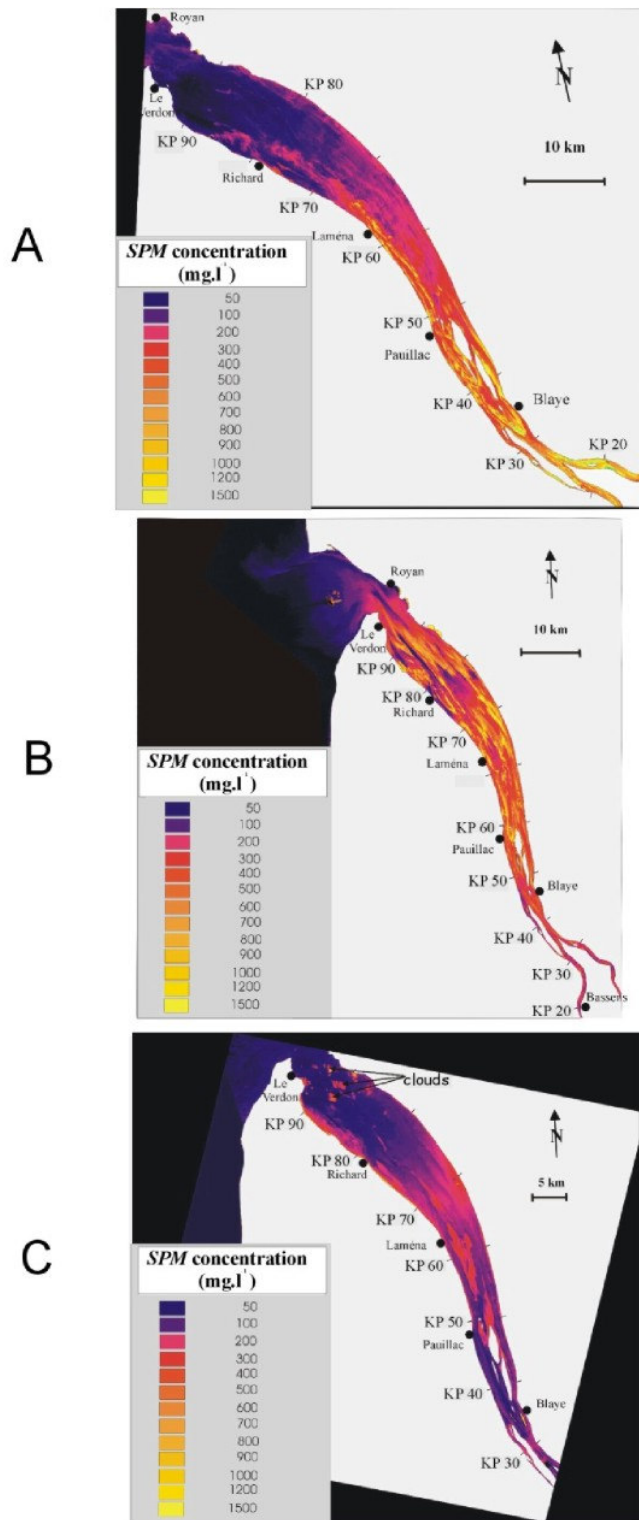 A
Royan
Le
Verdon
KP 90
KP 80
Richard
KP 70
Laména
KP 60
KP 50
Pauillac
KP 40
Blaye
KP 30
KP 20
N
10 km
SPM concentration
(mg.l¹)
50
100
200
300
400
500
600
700
800
900
1000
1200
1500
B
Royan
Le
Verdon
KP 90
KP 80
Richard
KP 70
Laména
KP 60
Pauillac
KP 50
Blaye
KP 40
KP 30
Bassens
KP 20
N
10 km
SPM concentration
(mg.l¹)
50
100
200
300
400
500
600
700
800
900
1000
1200
1500
C
clouds
Le
Verdon
KP 90
KP 80
Richard
KP 70
Laména
KP 60
KP 50
Pauillac
KP 40
Blaye
KP 30
N
5 km
SPM concentration
(mg.l¹)
50
100
200
300
400
500
600
700
800
900
1000
1200
1500